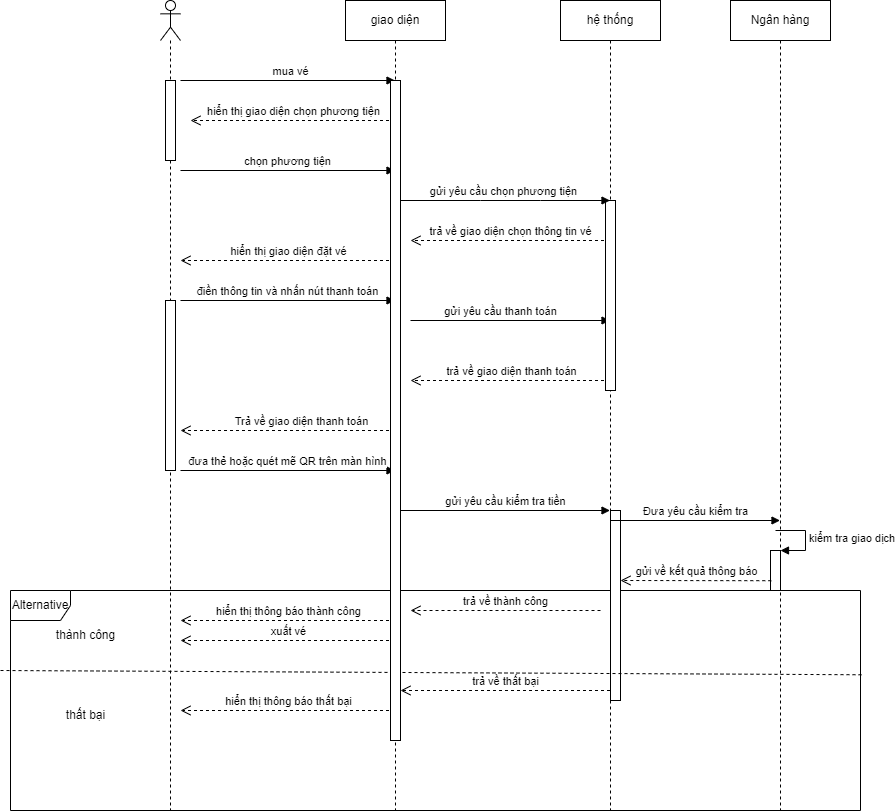 giao diện
hệ thống
Ngân hàng
mua vé
hiển thị giao diện chọn phương tiện
chọn phương tiện
gửi yêu cầu chọn phương tiện
trả về giao diện chọn thông tin vé
hiển thị giao diện đặt vé
điền thông tin và nhấn nút thanh toán
gửi yêu cầu thanh toán
trả về giao diện thanh toán
Trả về giao diện thanh toán
đưa thẻ hoặc quét mẽ QR trên màn hình
gửi yêu cầu kiểm tra tiền
Đưa yêu cầu kiểm tra
kiểm tra giao dịch
gửi về kết quả thông báo
Alternative
trả về thành công
hiển thị thông báo thành công
thành công
xuất vé
trả về thất bại
hiển thị thông báo thất bại
thất bại